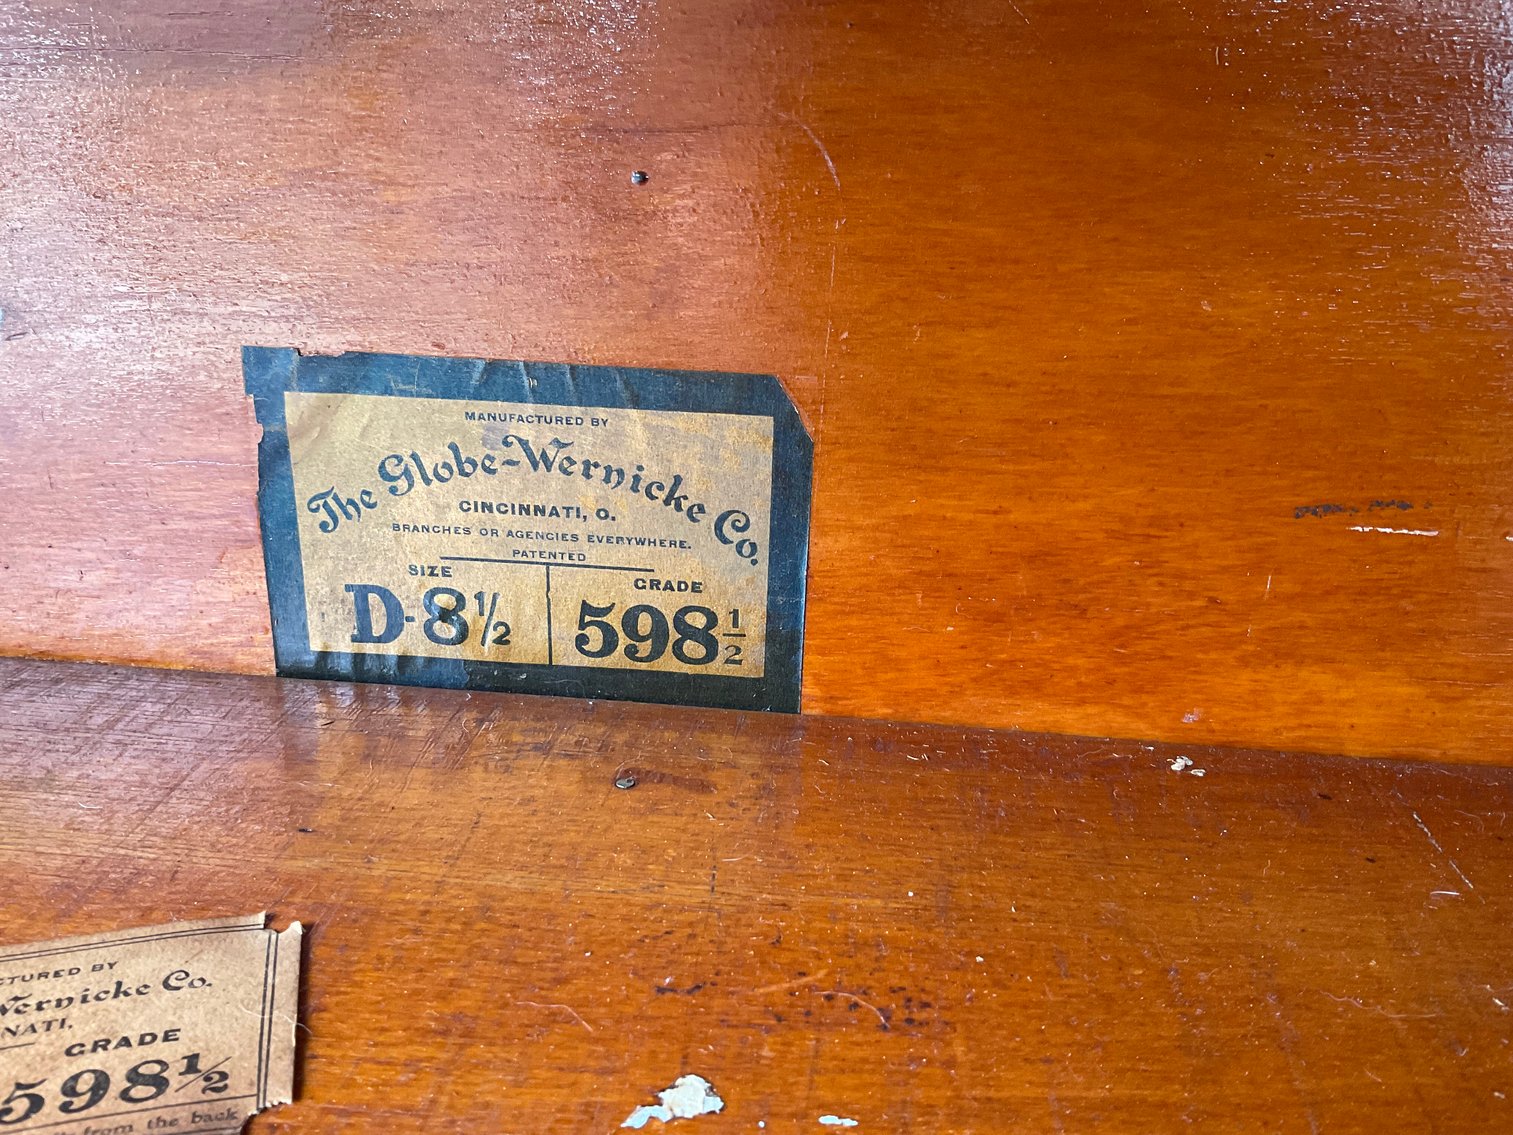 MANUFACTURED BY
The Globe-Wernicke Co.
CINCINNATI, O.
BRANCHES OR AGENCIES EVERYWHERE.
PATENTED
SIZE
D-8½
GRADE
598½
CTURED BY
Wernicke Co.
NATI.
GRADE
598½
from the back